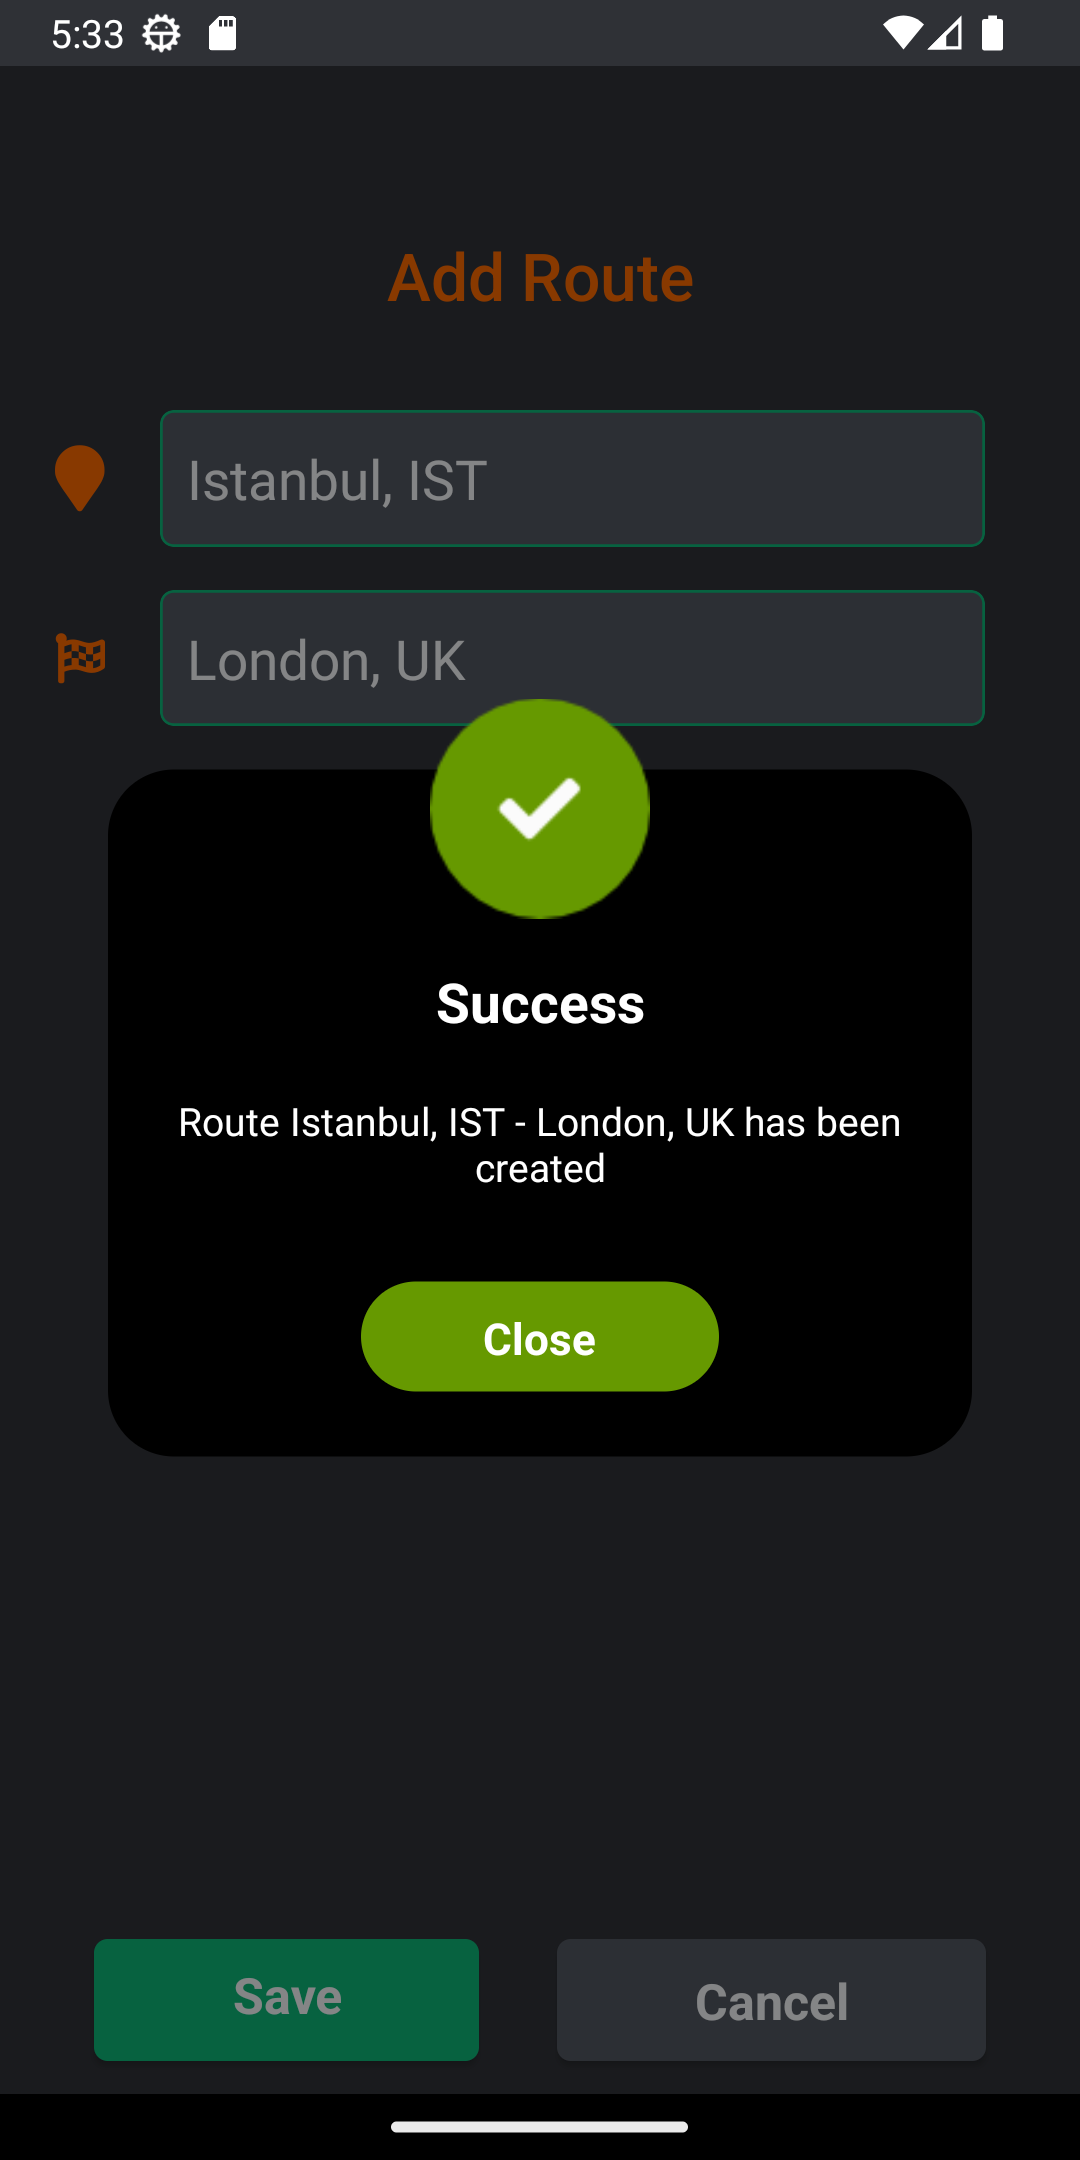 5:33
Add Route
Istanbul, IST
London, UK
Success
Route Istanbul, IST - London, UK has been
created
Close
Save
Cancel